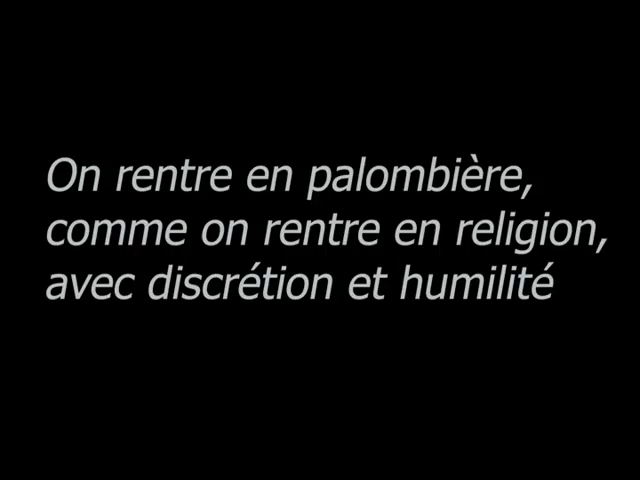 On rentre en palombière,
comme on rentre en religion,
avec discrétion et humilité